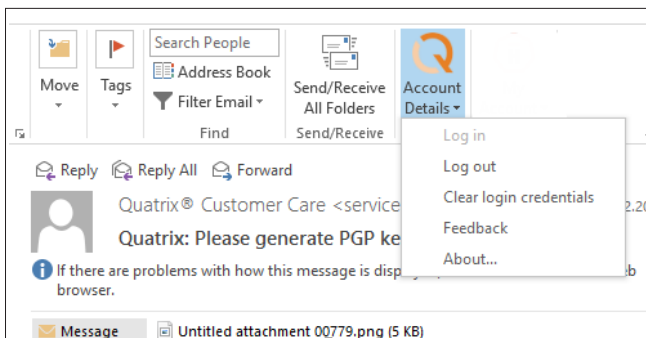 Move
Tags
Search People
Address Book
Filter Email
Find
Send/Receive
All Folders
Send/Receive
Account
Details
Log in
Log out
Clear login credentials
Feedback
About...
Reply Reply All Forward
Quatrix® Customer Care <service
Quatrix: Please generate PGP ke
If there are problems with how this message is
browser.
Message Untitled attachment 00779.png (5 KB)